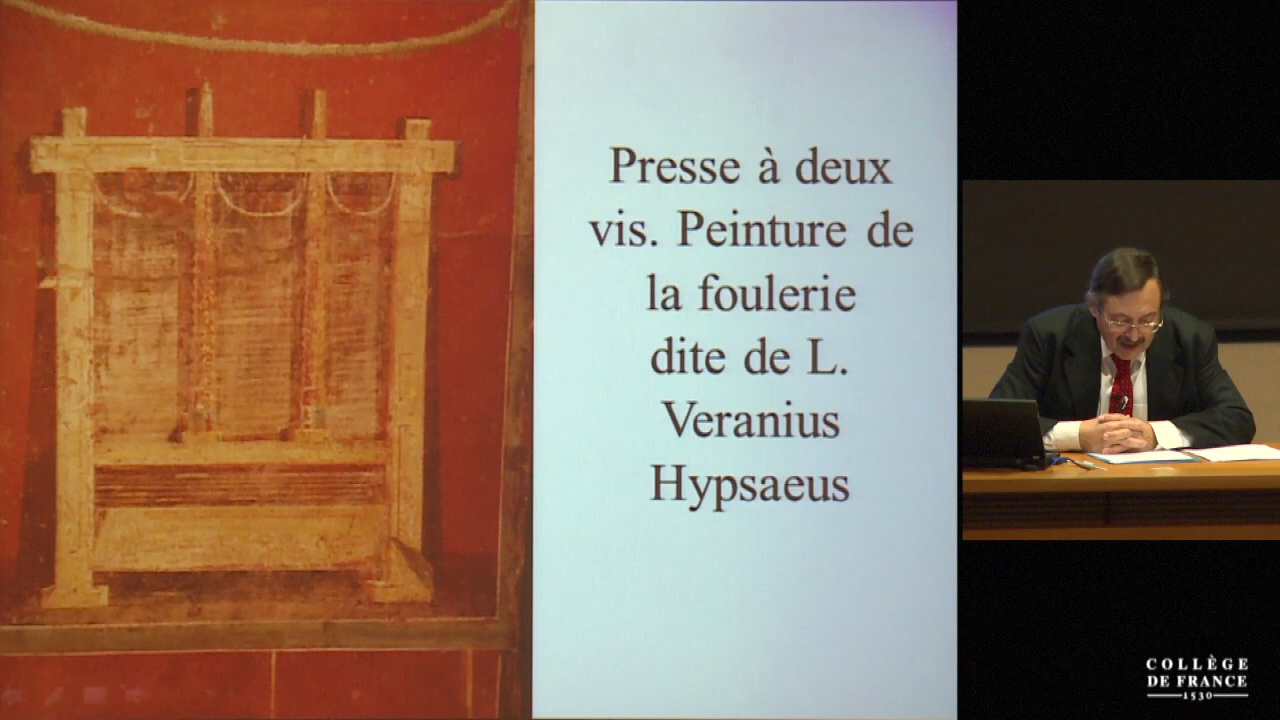 Presse à deux
vis. Peinture de
la foulerie
dite de L.
Veranius
Hypsaeus
COLLÈGE
DE FRANCE
1530